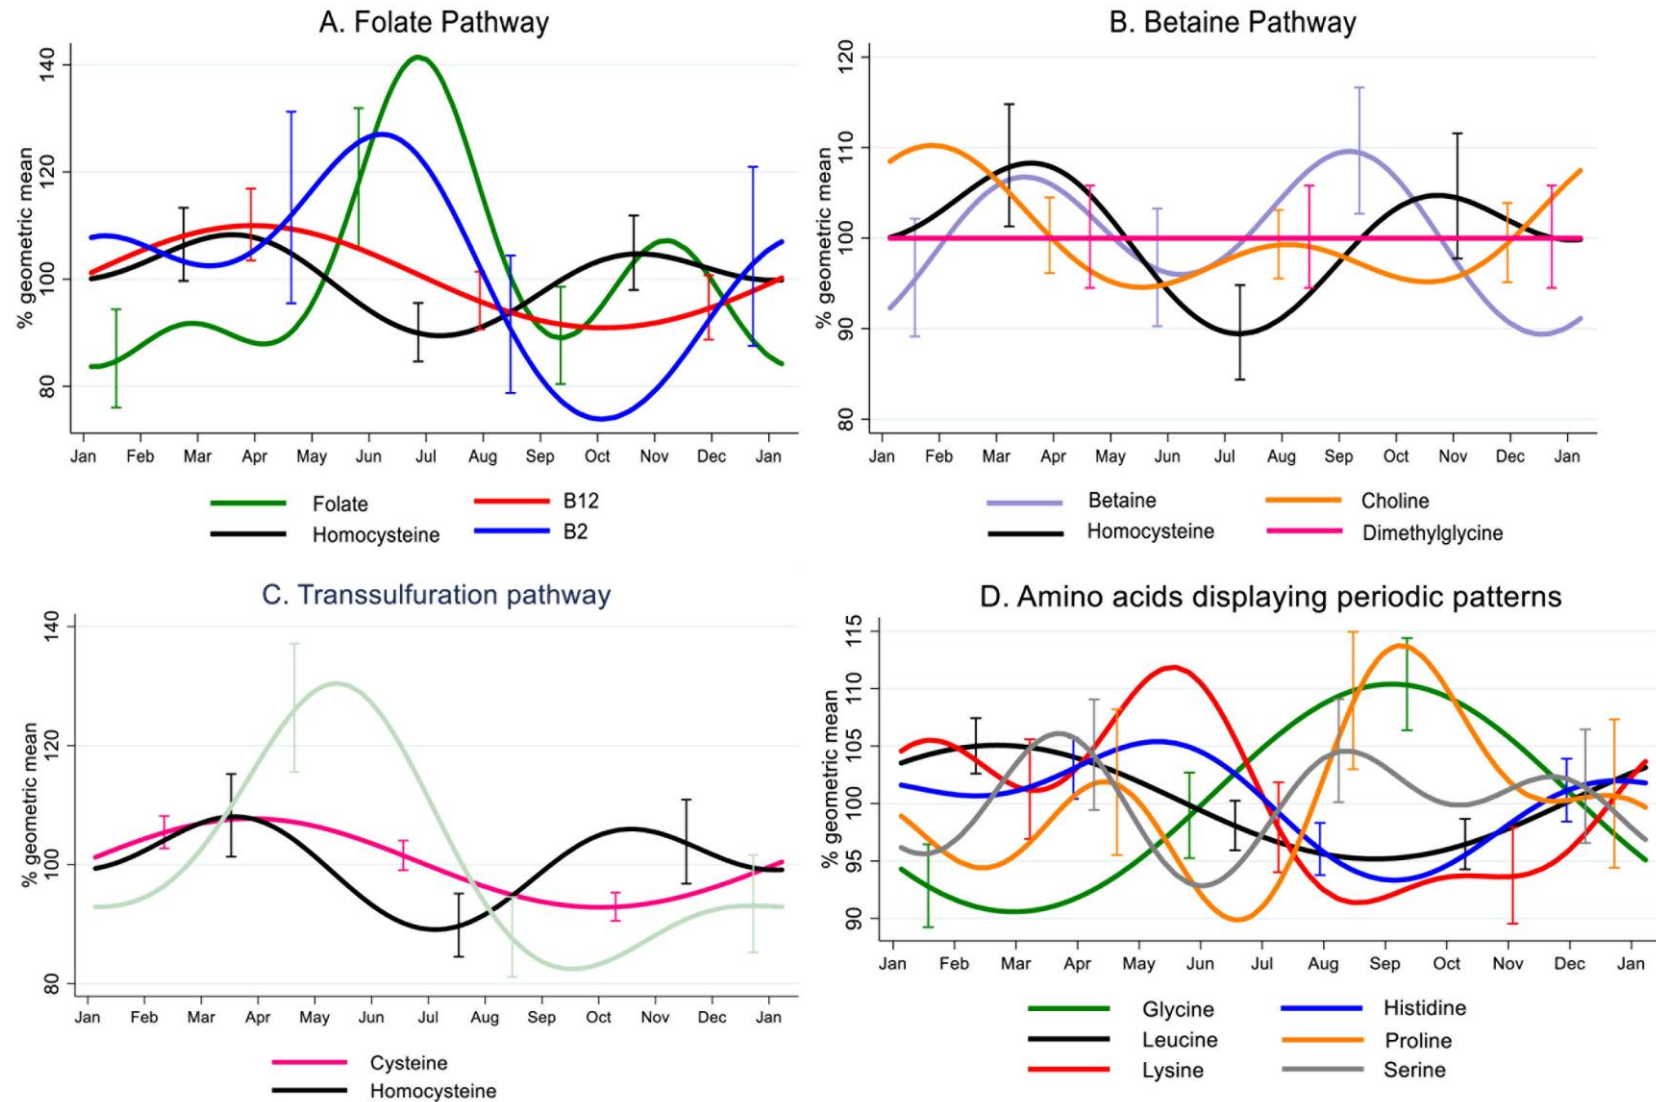 A. Folate Pathway
% geometric mean
140
120
100
80
Jan Feb Mar Apr May Jun Jul Aug Sep Oct Nov Dec Jan
Folate B12
Homocysteine B2
B. Betaine Pathway
% geometric mean
120
110
100
90
80
Jan Feb Mar Apr May Jun Jul Aug Sep Oct Nov Dec Jan
Betaine Choline
Homocysteine Dimethylglycine
C. Transsulfuration pathway
% geometric mean
140
120
100
80
Jan Feb Mar Apr May Jun Jul Aug Sep Oct Nov Dec Jan
Cysteine
Homocysteine
D. Amino acids displaying periodic patterns
% geometric mean
115
110
105
100
95
90
Jan Feb Mar Apr May Jun Jul Aug Sep Oct Nov Dec Jan
Glycine Histidine
Leucine Proline
Lysine Serine